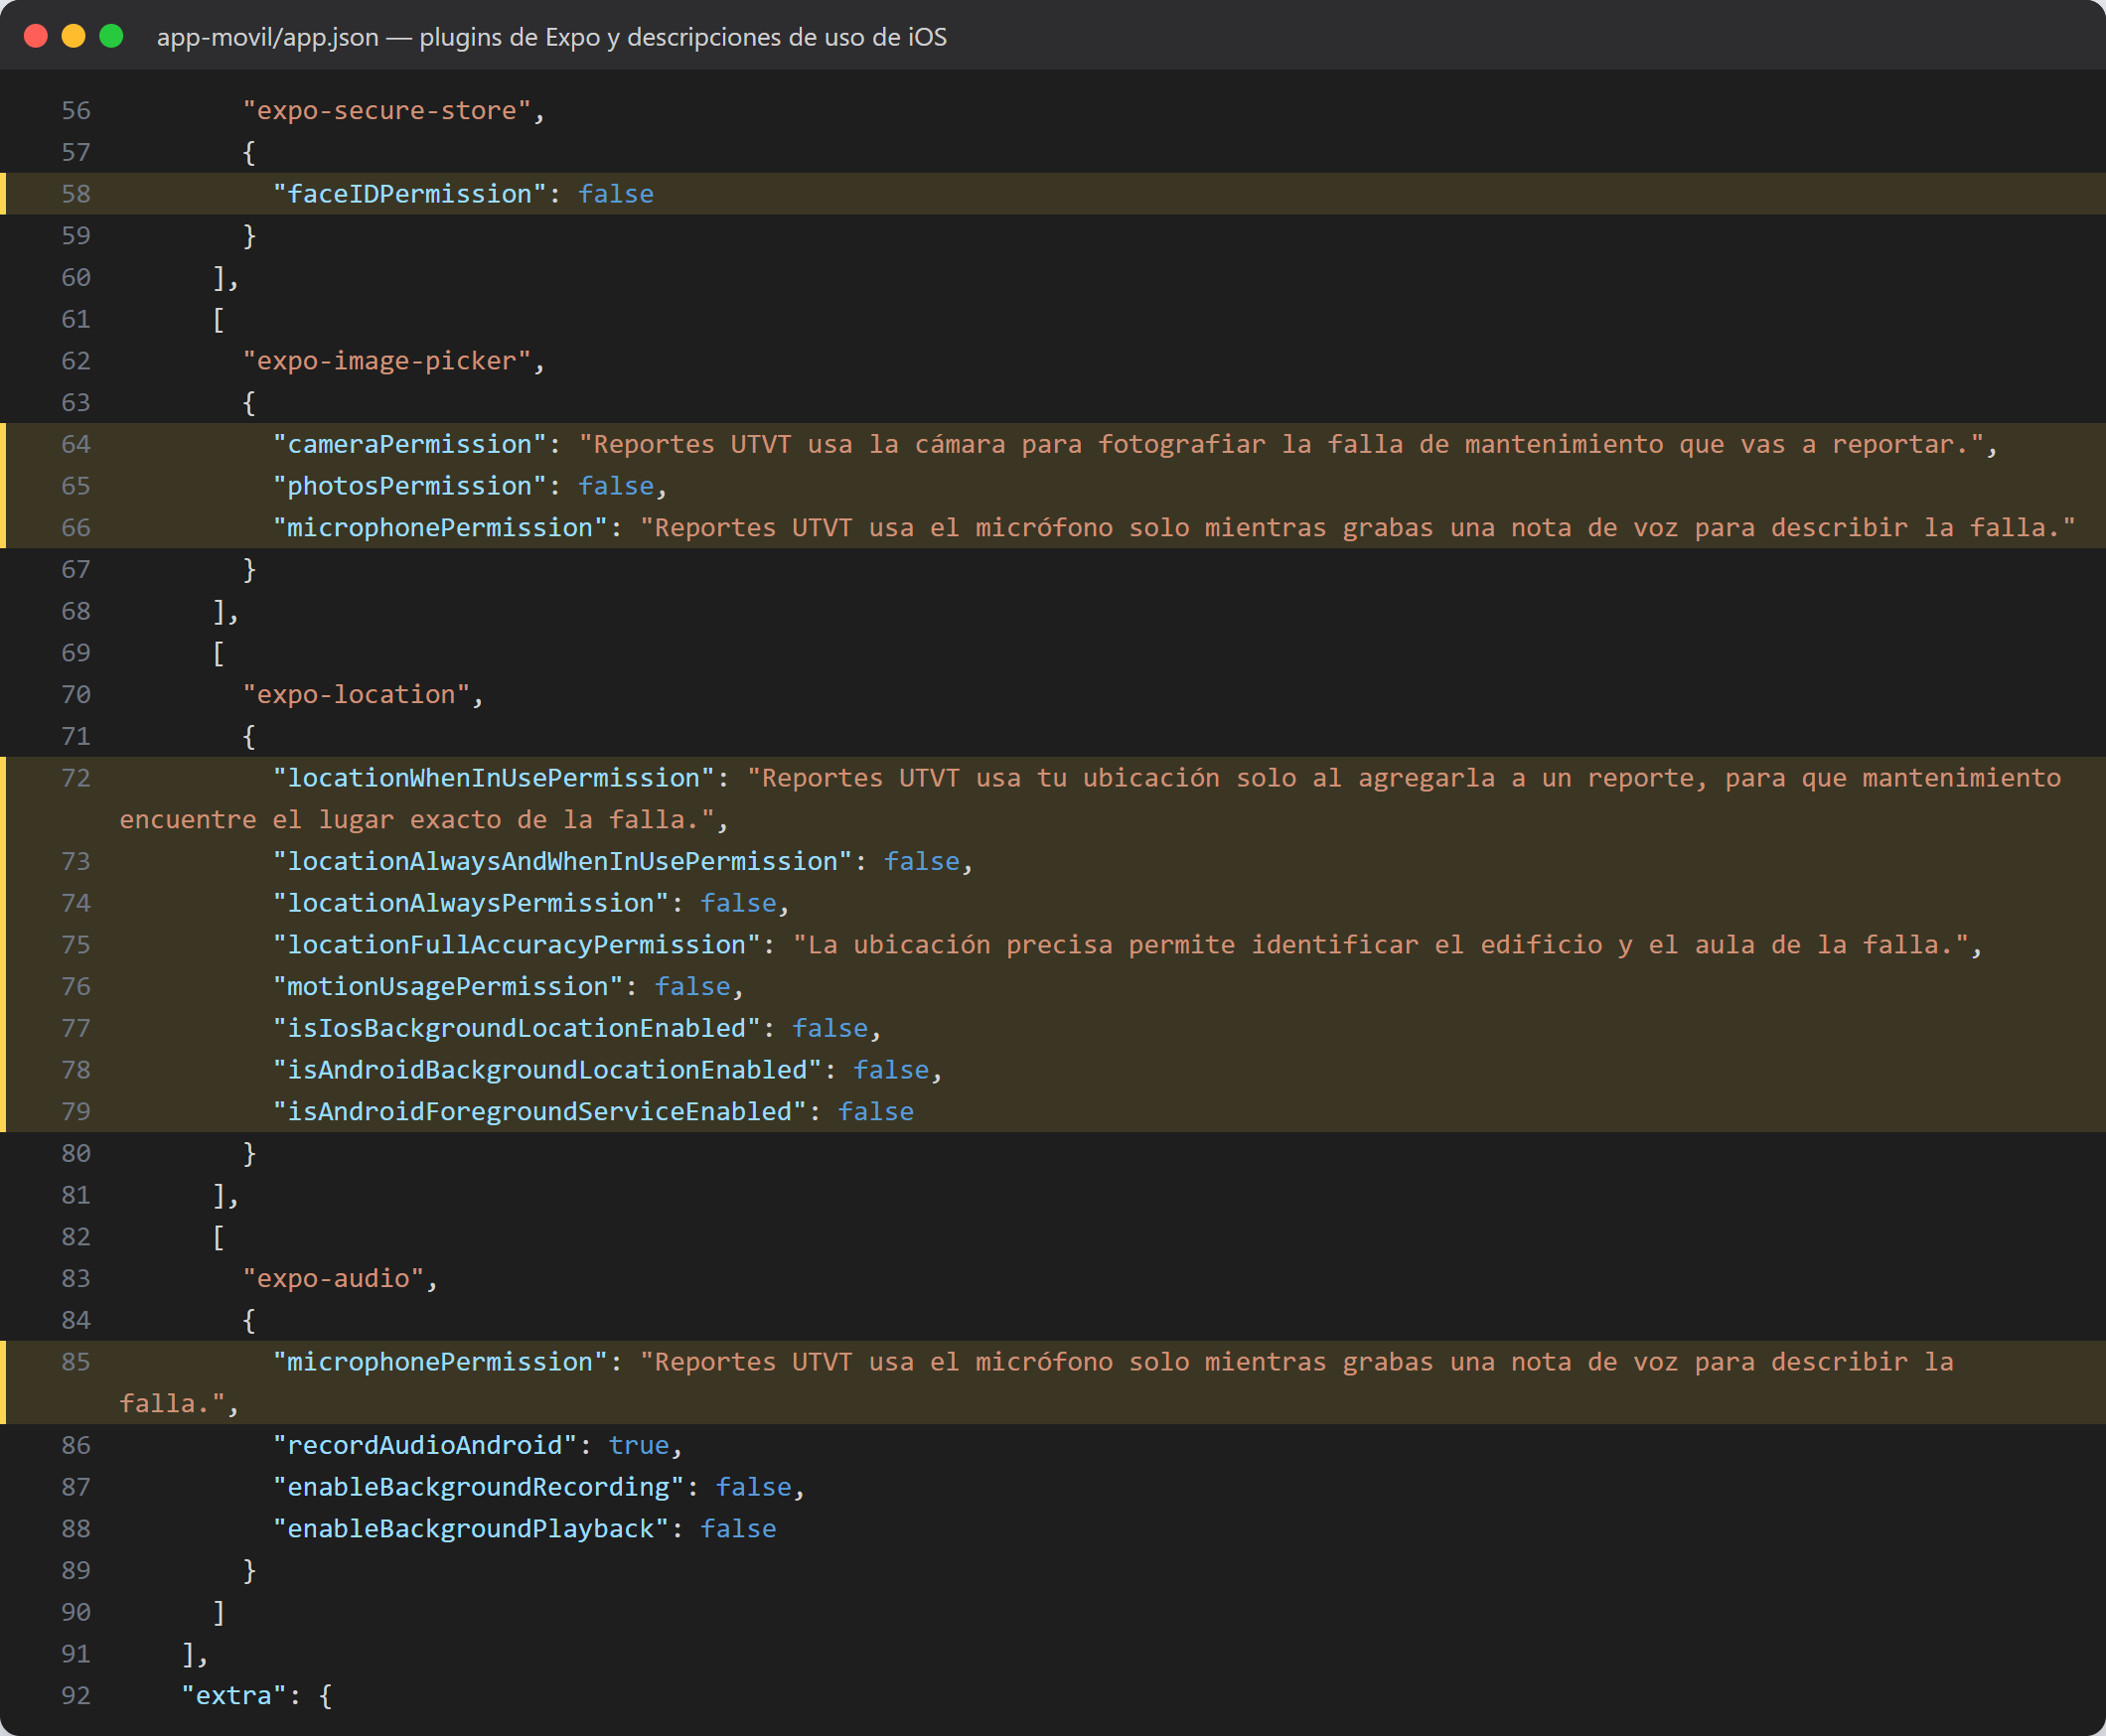 app-movil/app.json — plugins de Expo y descripciones de uso de iOS
56 "expo-secure-store",
57 {
58 "faceIDPermission": false
59 }
60 ],
61 [
62 "expo-image-picker",
63 {
64 "cameraPermission": "Reportes UTVT usa la cámara para fotografiar la falla de mantenimiento que vas a reportar.",
65 "photosPermission": false,
66 "microphonePermission": "Reportes UTVT usa el micrófono solo mientras grabas una nota de voz para describir la falla."
67 }
68 ],
69 [
70 "expo-location",
71 {
72 "locationWhenInUsePermission": "Reportes UTVT usa tu ubicación solo al agregarla a un reporte, para que mantenimiento
encuentre el lugar exacto de la falla.",
73 "locationAlwaysAndWhenInUsePermission": false,
74 "locationAlwaysPermission": false,
75 "locationFullAccuracyPermission": "La ubicación precisa permite identificar el edificio y el aula de la falla.",
76 "motionUsagePermission": false,
77 "isIosBackgroundLocationEnabled": false,
78 "isAndroidBackgroundLocationEnabled": false,
79 "isAndroidForegroundServiceEnabled": false
80 }
81 ],
82 [
83 "expo-audio",
84 {
85 "microphonePermission": "Reportes UTVT usa el micrófono solo mientras grabas una nota de voz para describir la
falla.",
86 "recordAudioAndroid": true,
87 "enableBackgroundRecording": false,
88 "enableBackgroundPlayback": false
89 }
90 ]
91 ],
92 "extra": {